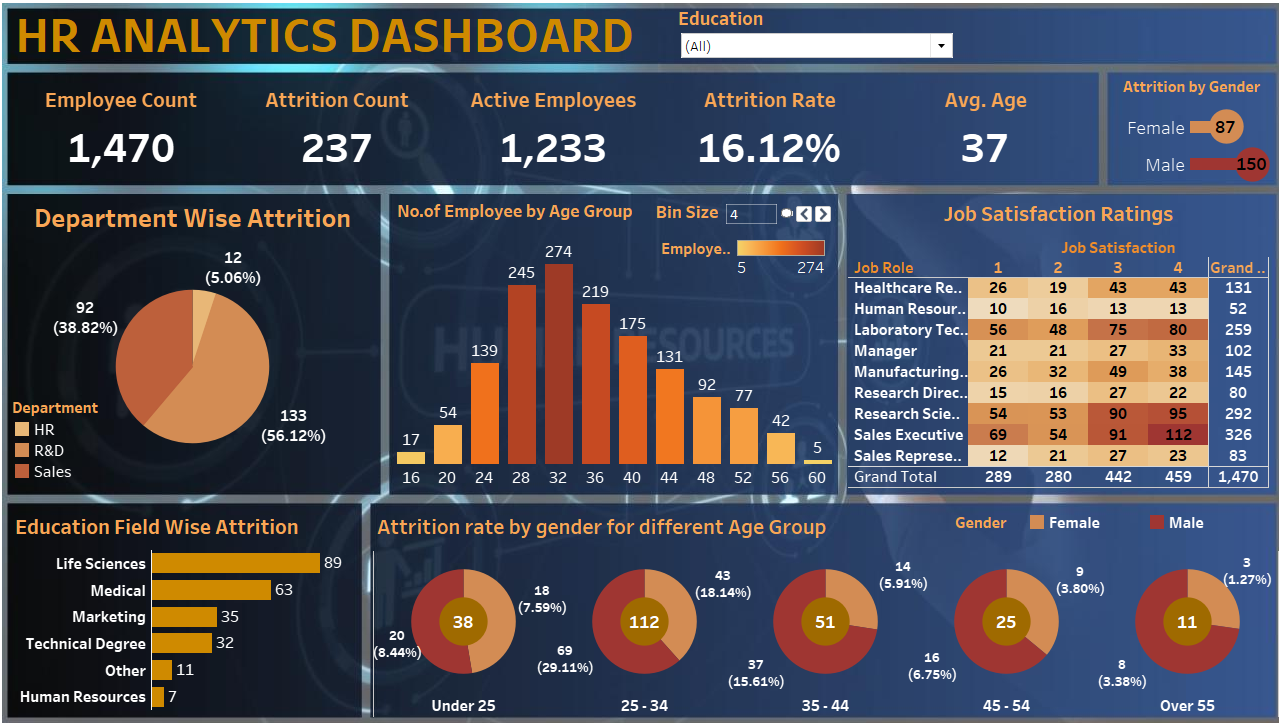 HR ANALYTICS DASHBOARD
Education
(All)
Employee Count
1,470
Attrition Count
237
Active Employees
1,233
Attrition Rate
16.12%
Avg. Age
37
Attrition by Gender
Female 87
Male 150
Department Wise Attrition
12
(5.06%)
92
(38.82%)
133
(56.12%)
Department
HR
R&D
Sales
No.of Employee by Age Group
Bin Size 4
Employe..
5 274
17 54 139 245 274 219 175 131 92 77 42 5
16 20 24 28 32 36 40 44 48 52 56 60
RESOURCES
Job Satisfaction Ratings
Job Satisfaction
Job Role 1 2 3 4 Grand ..
Healthcare Re.. 26 19 43 43 131
Human Resour.. 10 16 13 13 52
Laboratory Tec.. 56 48 75 80 259
Manager 21 21 27 33 102
Manufacturing.. 26 32 49 38 145
Research Direc.. 15 16 27 22 80
Research Scie.. 54 53 90 95 292
Sales Executive 69 54 91 112 326
Sales Represe.. 12 21 27 23 83
Grand Total 289 280 442 459 1,470
Education Field Wise Attrition
Life Sciences 89
Medical 63
Marketing 35
Technical Degree 32
Other 11
Human Resources 7
Attrition rate by gender for different Age Group
Gender Female Male
18
(7.59%)
38
20
(8.44%)
Under 25
43
(18.14%)
112
69
(29.11%)
25 - 34
14
(5.91%)
51
37
(15.61%)
35 - 44
9
(3.80%)
25
16
(6.75%)
45 - 54
3
(1.27%)
11
8
(3.38%)
Over 55